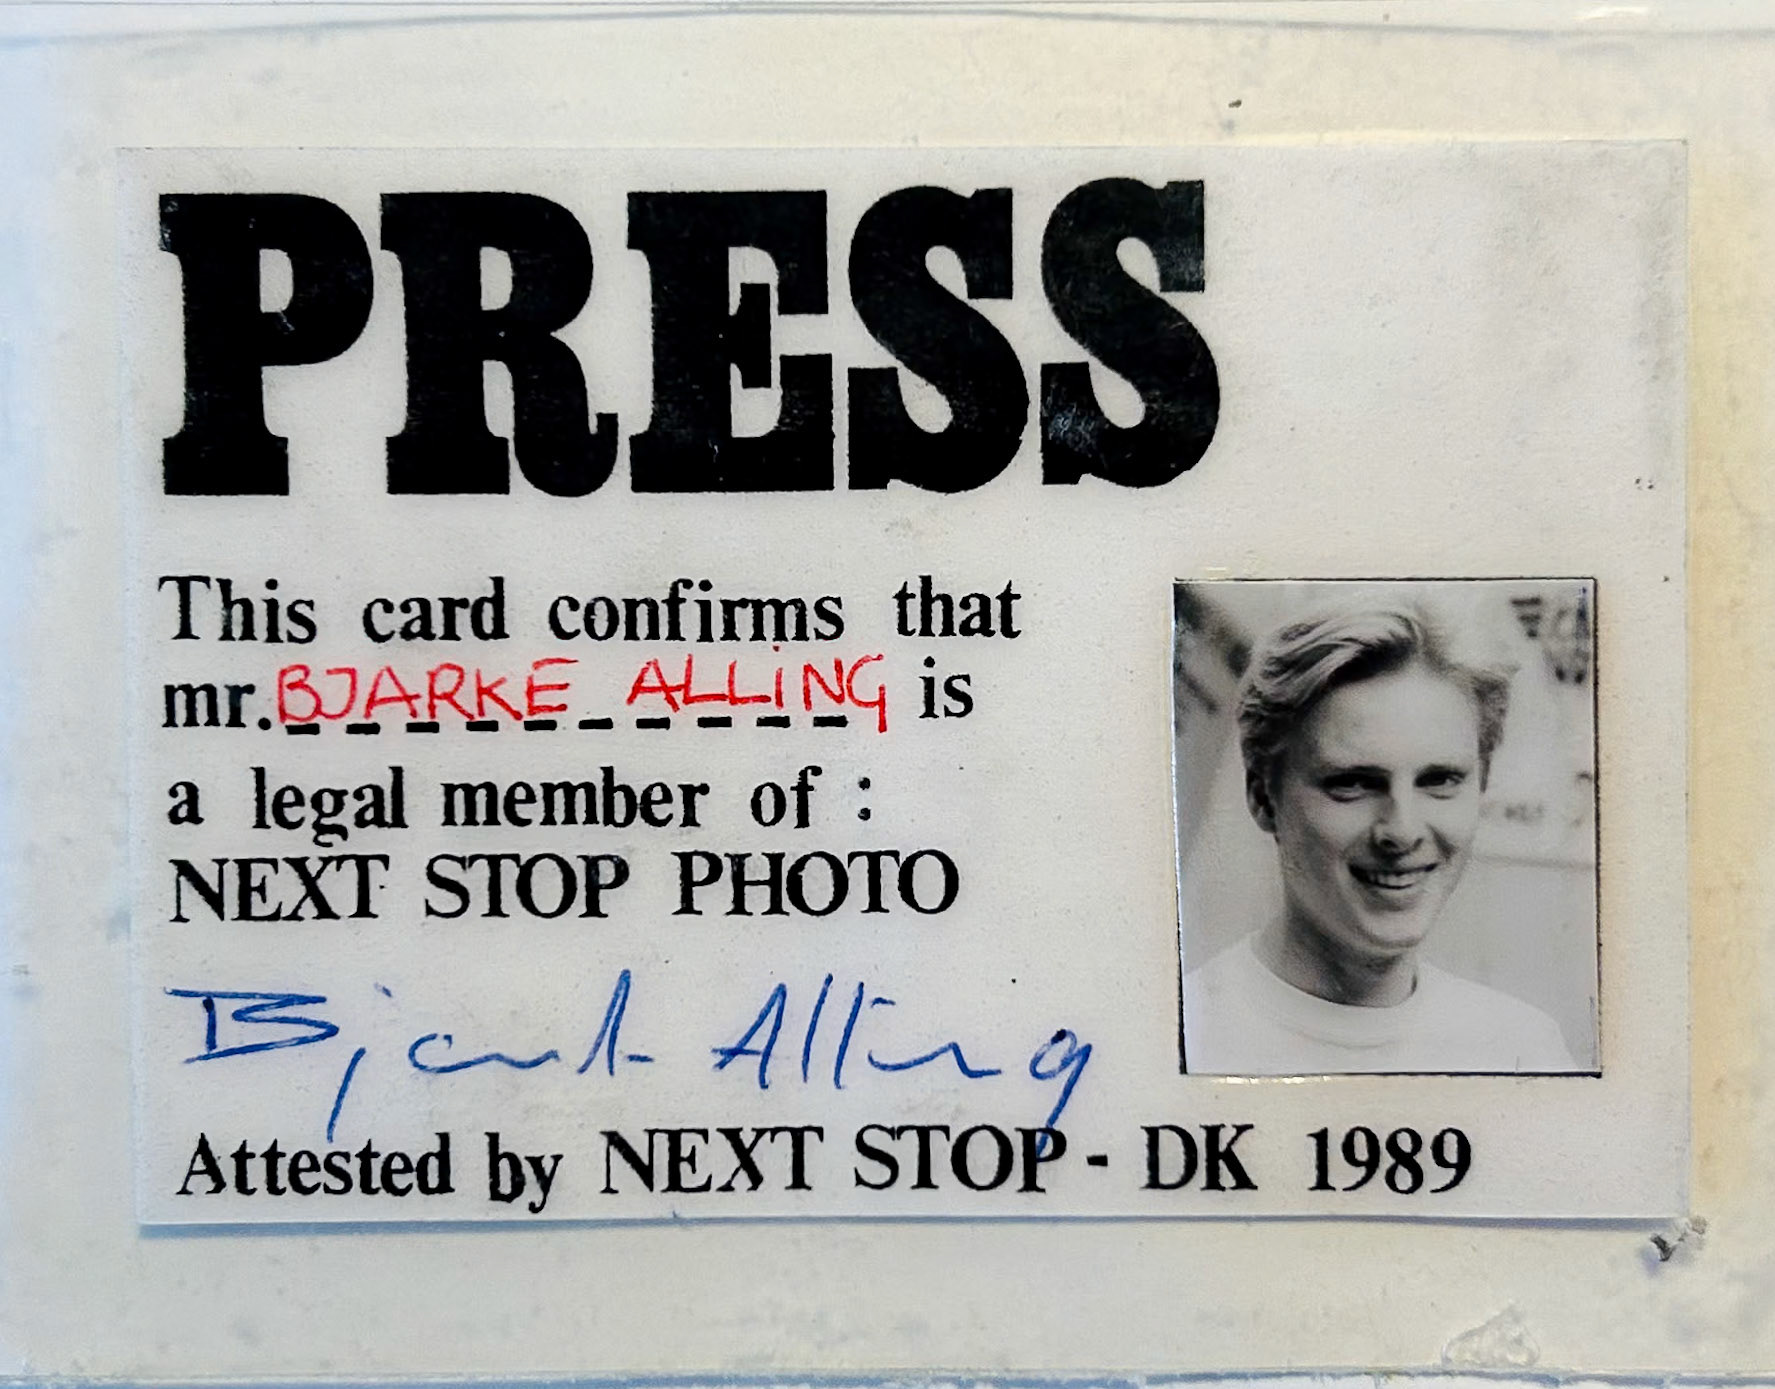 PRESS
This card confirms that
mr. BJARKE ALLiNG is
a legal member of :
NEXT STOP PHOTO
Bjarke Alling
Attested by NEXT STOP - DK 1989